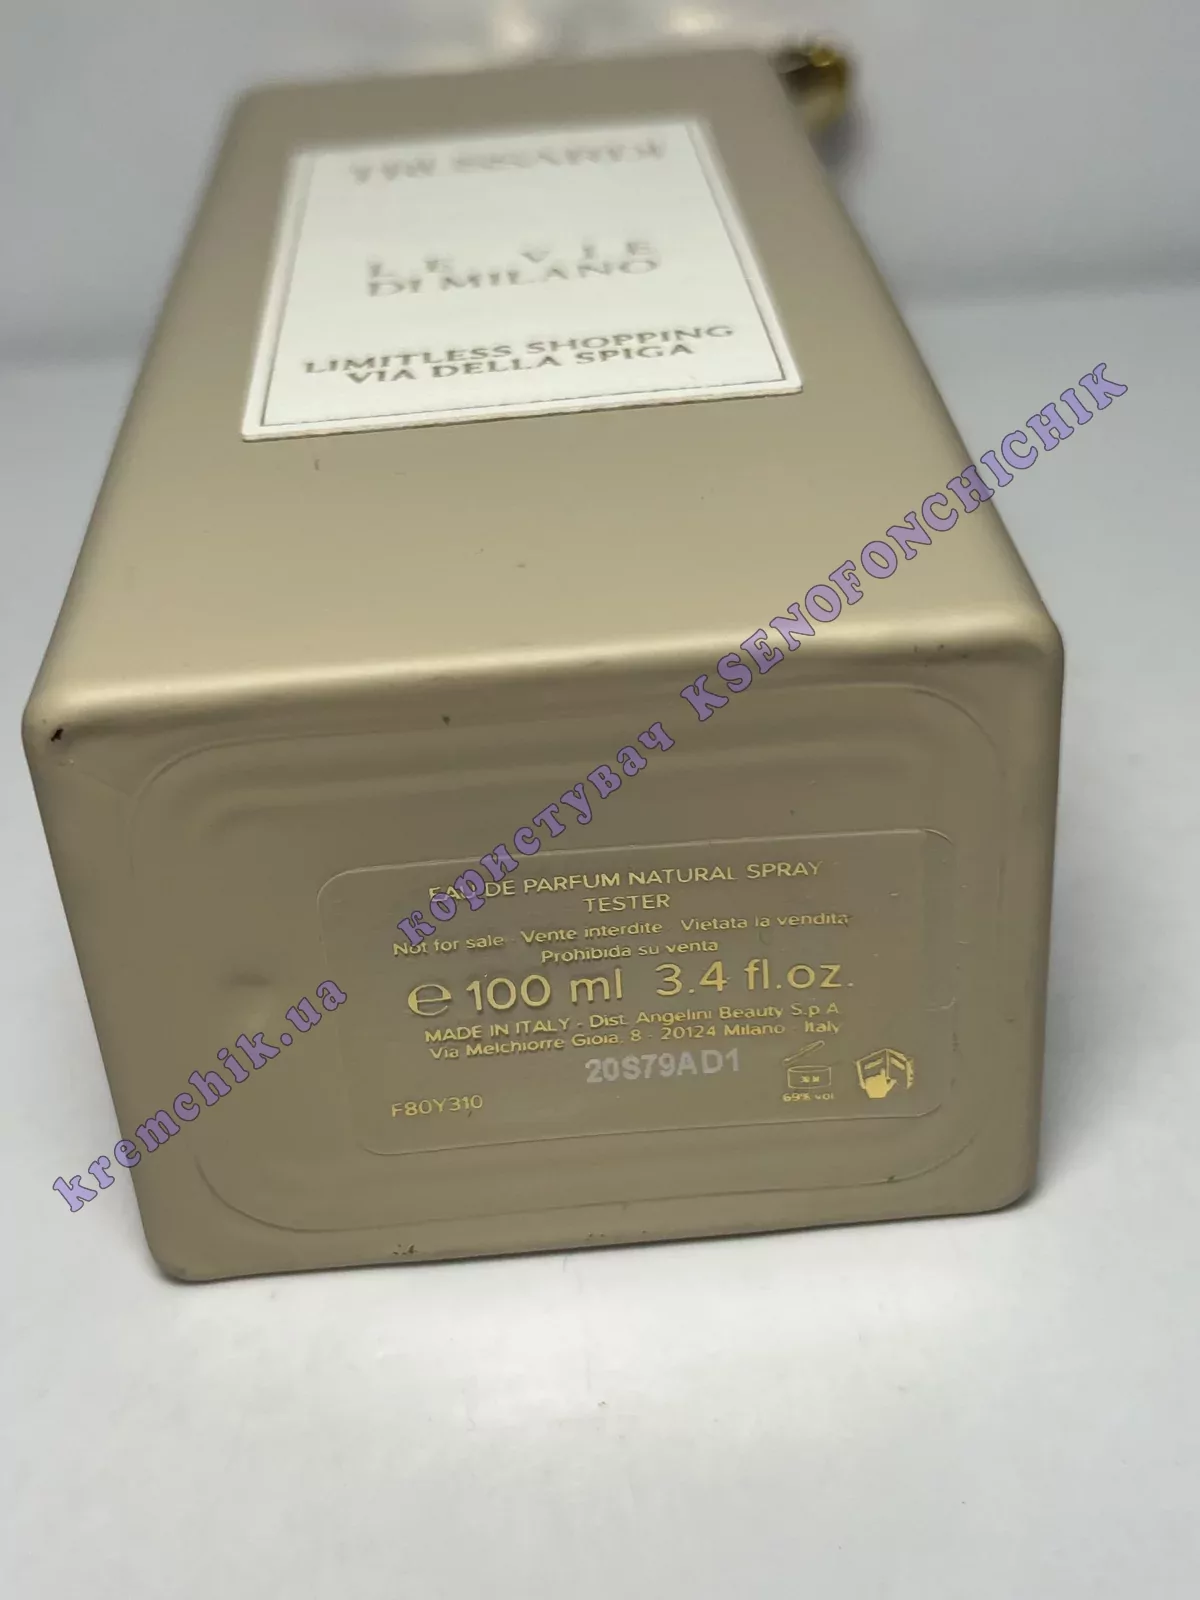 TRUSSARDI
LE VIE
DI MILANO
LIMITLESS SHOPPING
VIA DELLA SPIGA
kremchik.ua користувач KSENOFONCHICHIK
EAU DE PARFUM NATURAL SPRAY
TESTER
Not for sale · Vente interdite · Vietata la vendita
Prohibida su venta
℮ 100 ml 3.4 fl.oz.
MADE IN ITALY - Dist. Angelini Beauty S.p.A.
Via Melchiorre Gioia, 8 - 20124 Milano - Italy
20S79AD1
69% vol
F80Y310